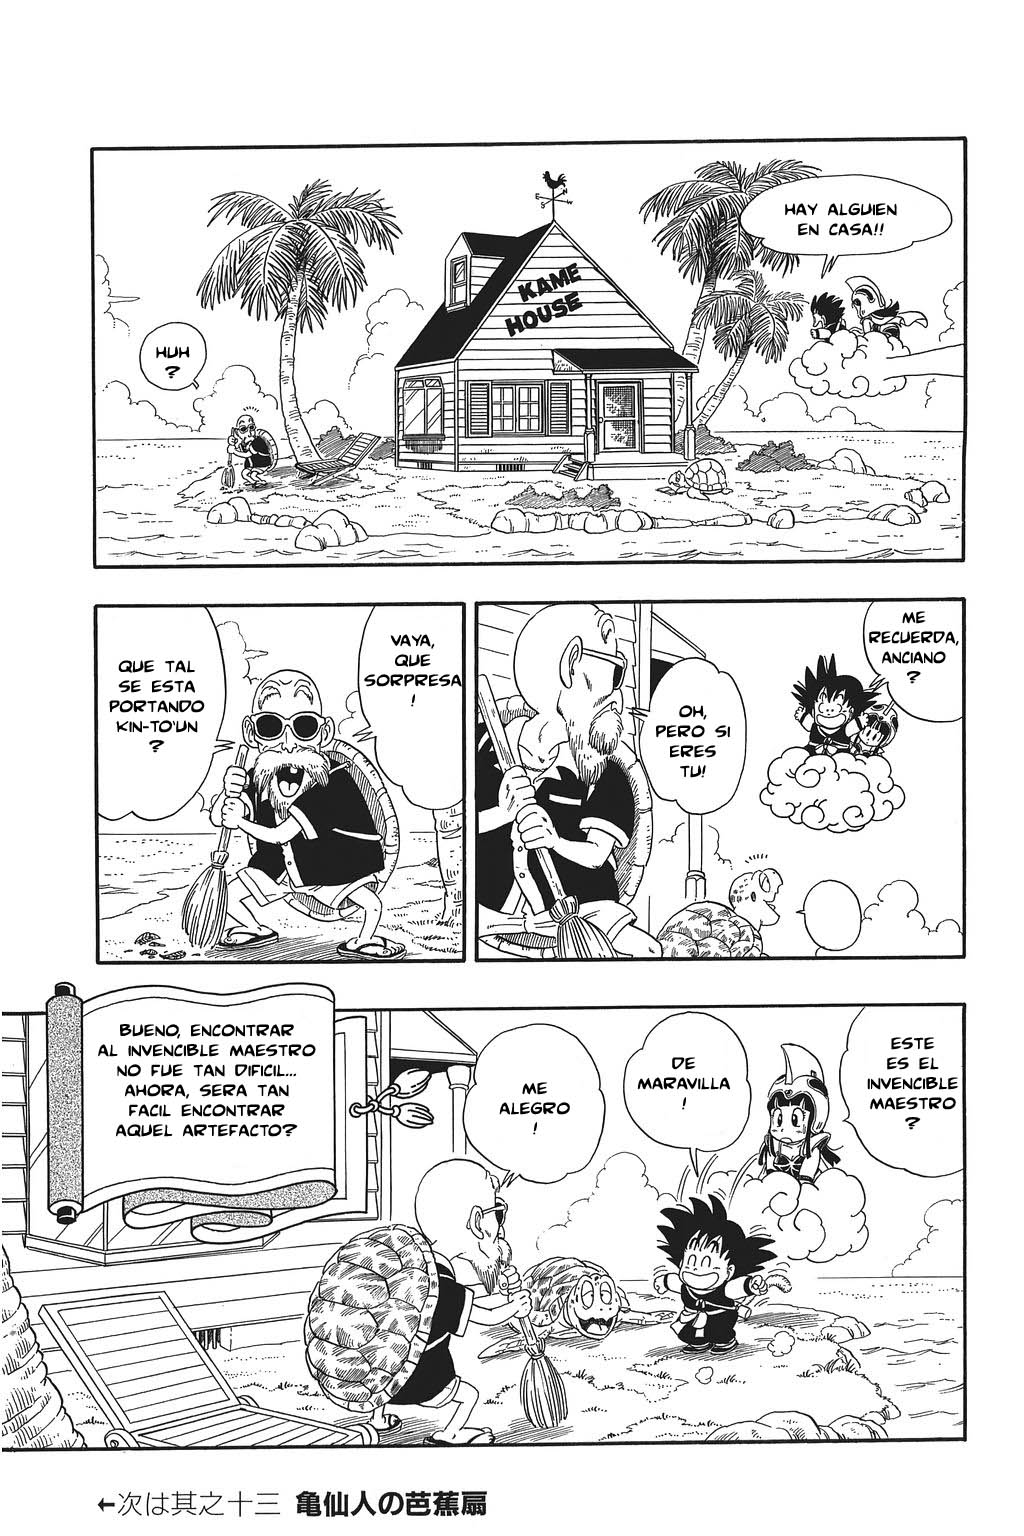 HAY ALGUIEN
EN CASA!!
KAME
HOUSE
HUH
?
ME
RECUERDA,
ANCIANO
?
OH,
PERO SI
ERES
TU!
VAYA,
QUE
SORPRESA
!
QUE TAL
SE ESTA
PORTANDO
KIN-TO'UN
?
ESTE
ES EL
INVENCIBLE
MAESTRO
?
DE
MARAVILLA
!
ME
ALEGRO
!
BUENO, ENCONTRAR
AL INVENCIBLE MAESTRO
NO FUE TAN DIFICIL...
AHORA, SERA TAN
FACIL ENCONTRAR
AQUEL ARTEFACTO?
←次は其之十三 亀仙人の芭蕉扇